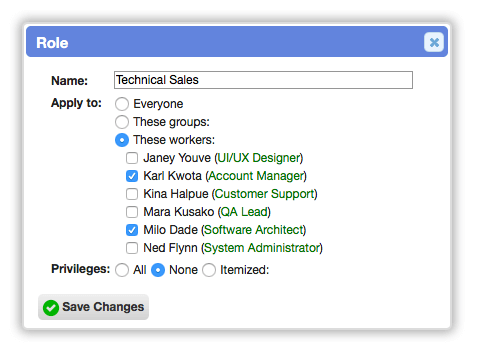 Role
Name: Technical Sales
Apply to: Everyone
These groups:
These workers:
Janey Youve (UI/UX Designer)
Karl Kwota (Account Manager)
Kina Halpue (Customer Support)
Mara Kusako (QA Lead)
Milo Dade (Software Architect)
Ned Flynn (System Administrator)
Privileges: All None Itemized:
Save Changes